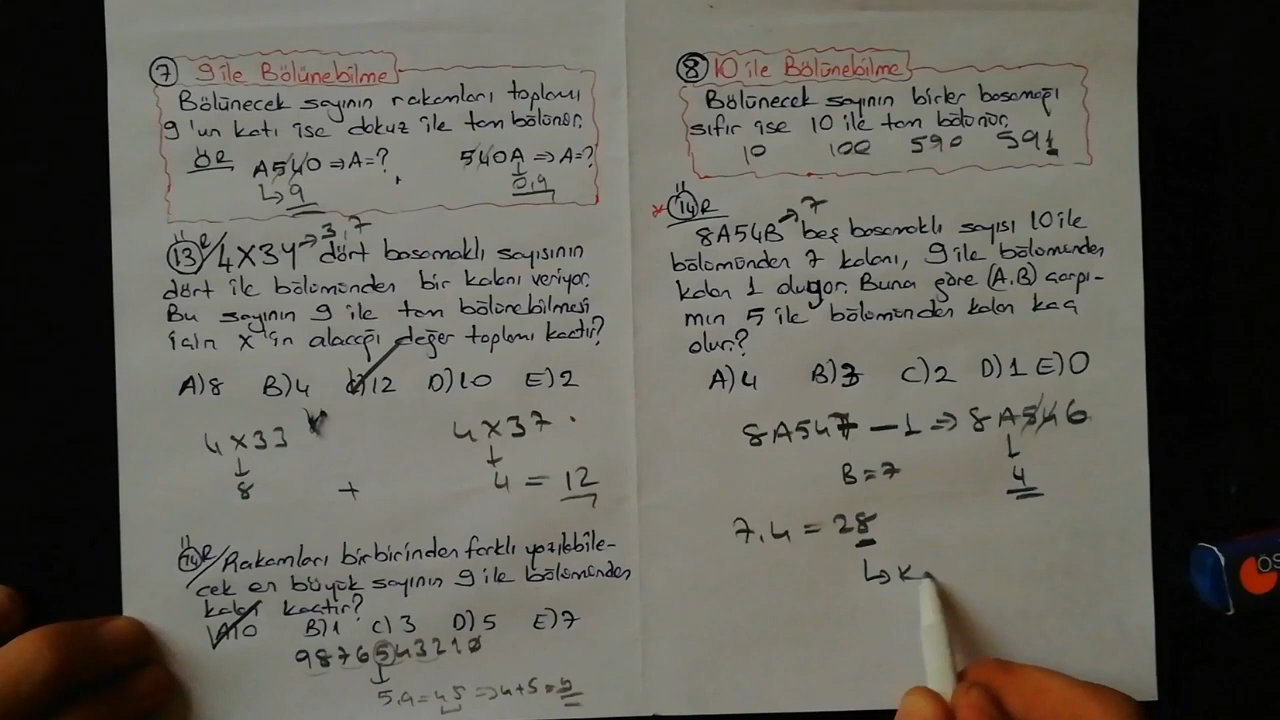 7 9 ile Bölünebilme
Bölünecek sayının rakamları toplamı
9'un katı ise dokuz ile tam bölünür.
ÖR A540 ⇒ A=? 540A ⇒ A=?
↳ 9 0,9
13 4X3Y → 3,7 dört basamaklı sayısının
dört ile bölümünden bir kalanı veriyor.
Bu sayının 9 ile tam bölünebilmesi
için X'in alacağı değer toplamı kaçtır?
A) 8 B) 4 C) 12 D) 10 E) 2
4X33 4X37
↓ ↓
8 + 4 = 12
14 Rakamları birbirinden farklı yazılabile-
cek en büyük sayının 9 ile bölümünden
kalan kaçtır?
A) 0 B) 1 C) 3 D) 5 E) 7
9876543210
5.9=45 ⇒ 4+5=9
8 10 ile Bölünebilme
Bölünecek sayının birler basamağı
sıfır ise 10 ile tam bölünür.
10 100 590 591
14
8A54B → 7 beş basamaklı sayısı 10 ile
bölümünden 7 kalanı, 9 ile bölümünden
kalan 1 oluyor. Buna göre (A.B) çarpı-
mın 5 ile bölümünden kalan kaç
olur?
A) 4 B) 3 C) 2 D) 1 E) 0
8A547 - 1 ⇒ 8A546
B = 7 4
7.4 = 28
↳ K